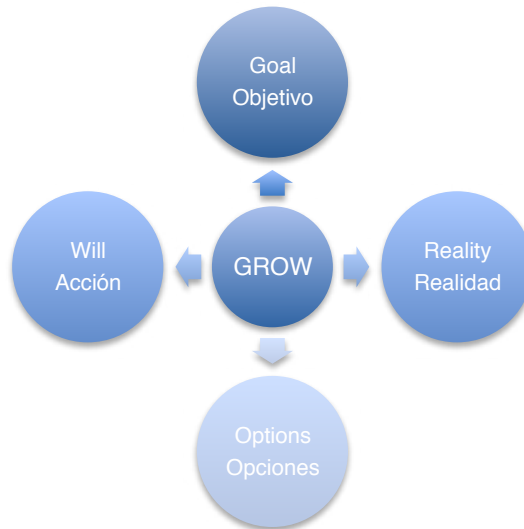 Goal
Objetivo
Will
Acción
GROW
Reality
Realidad
Options
Opciones